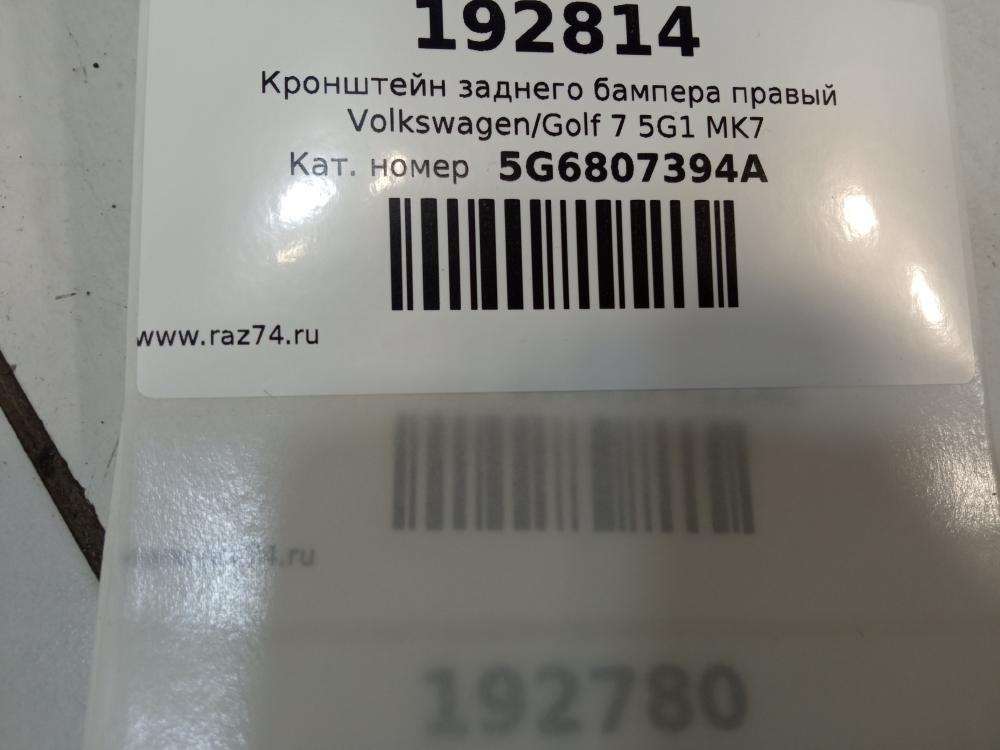 192814
Кронштейн заднего бампера правый
Volkswagen/Golf 7 5G1 MK7
Кат. номер 5G6807394A
www.raz74.ru
192780